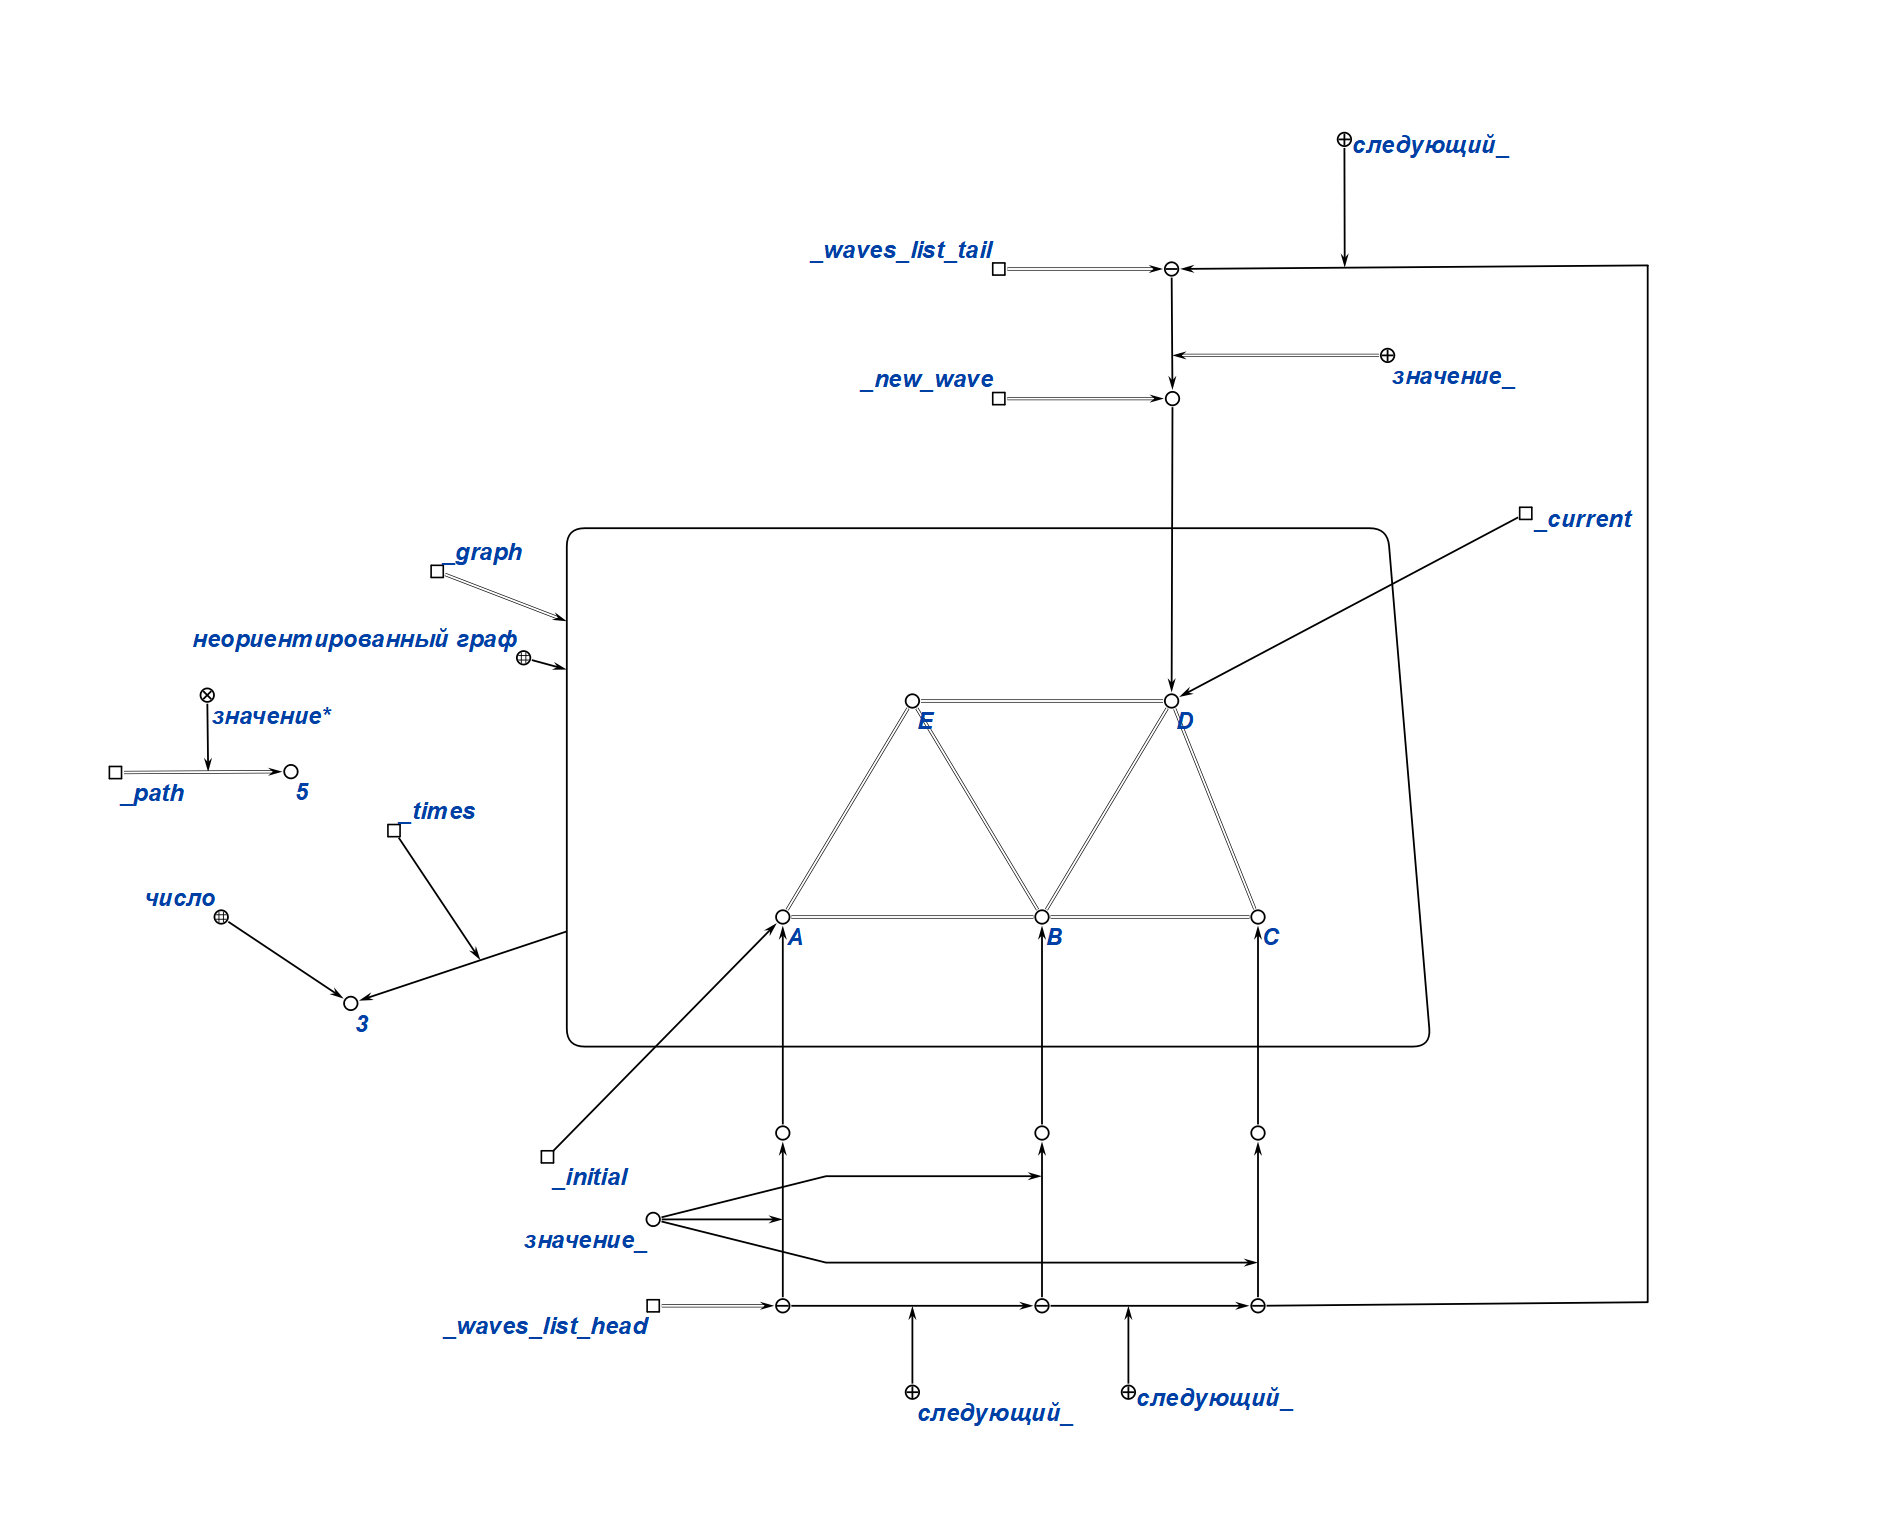 следующий_
_waves_list_tail
_new_wave
значение_
_current
_graph
неориентированный граф
значение*
E
D
_path
5
_times
число
A
B
C
3
_initial
значение_
_waves_list_head
следующий_
следующий_